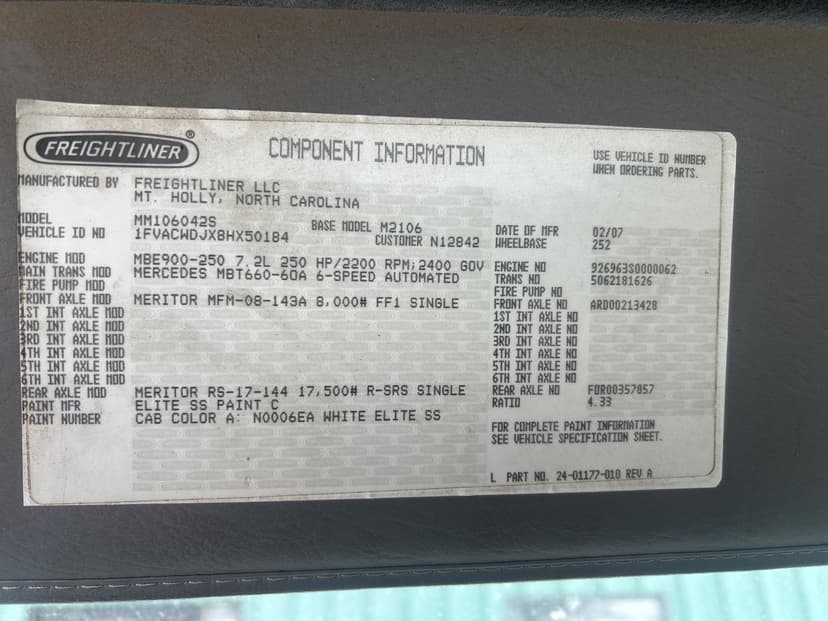 FREIGHTLINER ®
COMPONENT INFORMATION
USE VEHICLE ID NUMBER
WHEN ORDERING PARTS.
MANUFACTURED BY FREIGHTLINER LLC
MT. HOLLY, NORTH CAROLINA
MODEL MM106042S BASE MODEL M2106 DATE OF MFR 02/07
VEHICLE ID NO 1FVACWDJX8HX50184 CUSTOMER N12842 WHEELBASE 252
ENGINE MOD MBE900-250 7.2L 250 HP/2200 RPM;2400 GOV ENGINE NO 926963S0000062
MAIN TRANS MOD MERCEDES MBT660-6OA 6-SPEED AUTOMATED TRANS NO 5062181626
FIRE PUMP MOD FIRE PUMP NO
FRONT AXLE MOD MERITOR MFM-08-143A 8,000# FF1 SINGLE FRONT AXLE NO ARD00213428
1ST INT AXLE MOD 1ST INT AXLE NO
2ND INT AXLE MOD 2ND INT AXLE NO
3RD INT AXLE MOD 3RD INT AXLE NO
4TH INT AXLE MOD 4TH INT AXLE NO
5TH INT AXLE MOD 5TH INT AXLE NO
6TH INT AXLE MOD 6TH INT AXLE NO
REAR AXLE MOD MERITOR RS-17-144 17,500# R-SRS SINGLE REAR AXLE NO FOR00357857
PAINT MFR ELITE SS PAINT C RATIO 4.33
PAINT NUMBER CAB COLOR A: N0006EA WHITE ELITE SS
FOR COMPLETE PAINT INFORMATION
SEE VEHICLE SPECIFICATION SHEET.
L PART NO. 24-01177-010 REV A